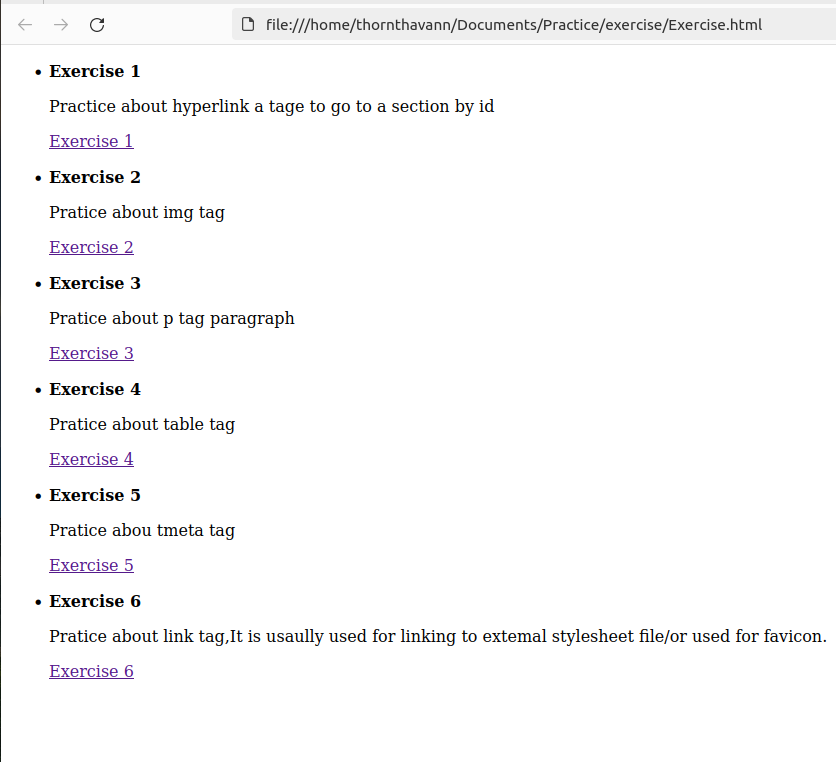 file:///home/thornthavann/Documents/Practice/exercise/Exercise.html
Exercise 1
Practice about hyperlink a tage to go to a section by id
Exercise 1
Exercise 2
Pratice about img tag
Exercise 2
Exercise 3
Pratice about p tag paragraph
Exercise 3
Exercise 4
Pratice about table tag
Exercise 4
Exercise 5
Pratice abou tmeta tag
Exercise 5
Exercise 6
Pratice about link tag,It is usaully used for linking to extemal stylesheet file/or used for favicon.
Exercise 6